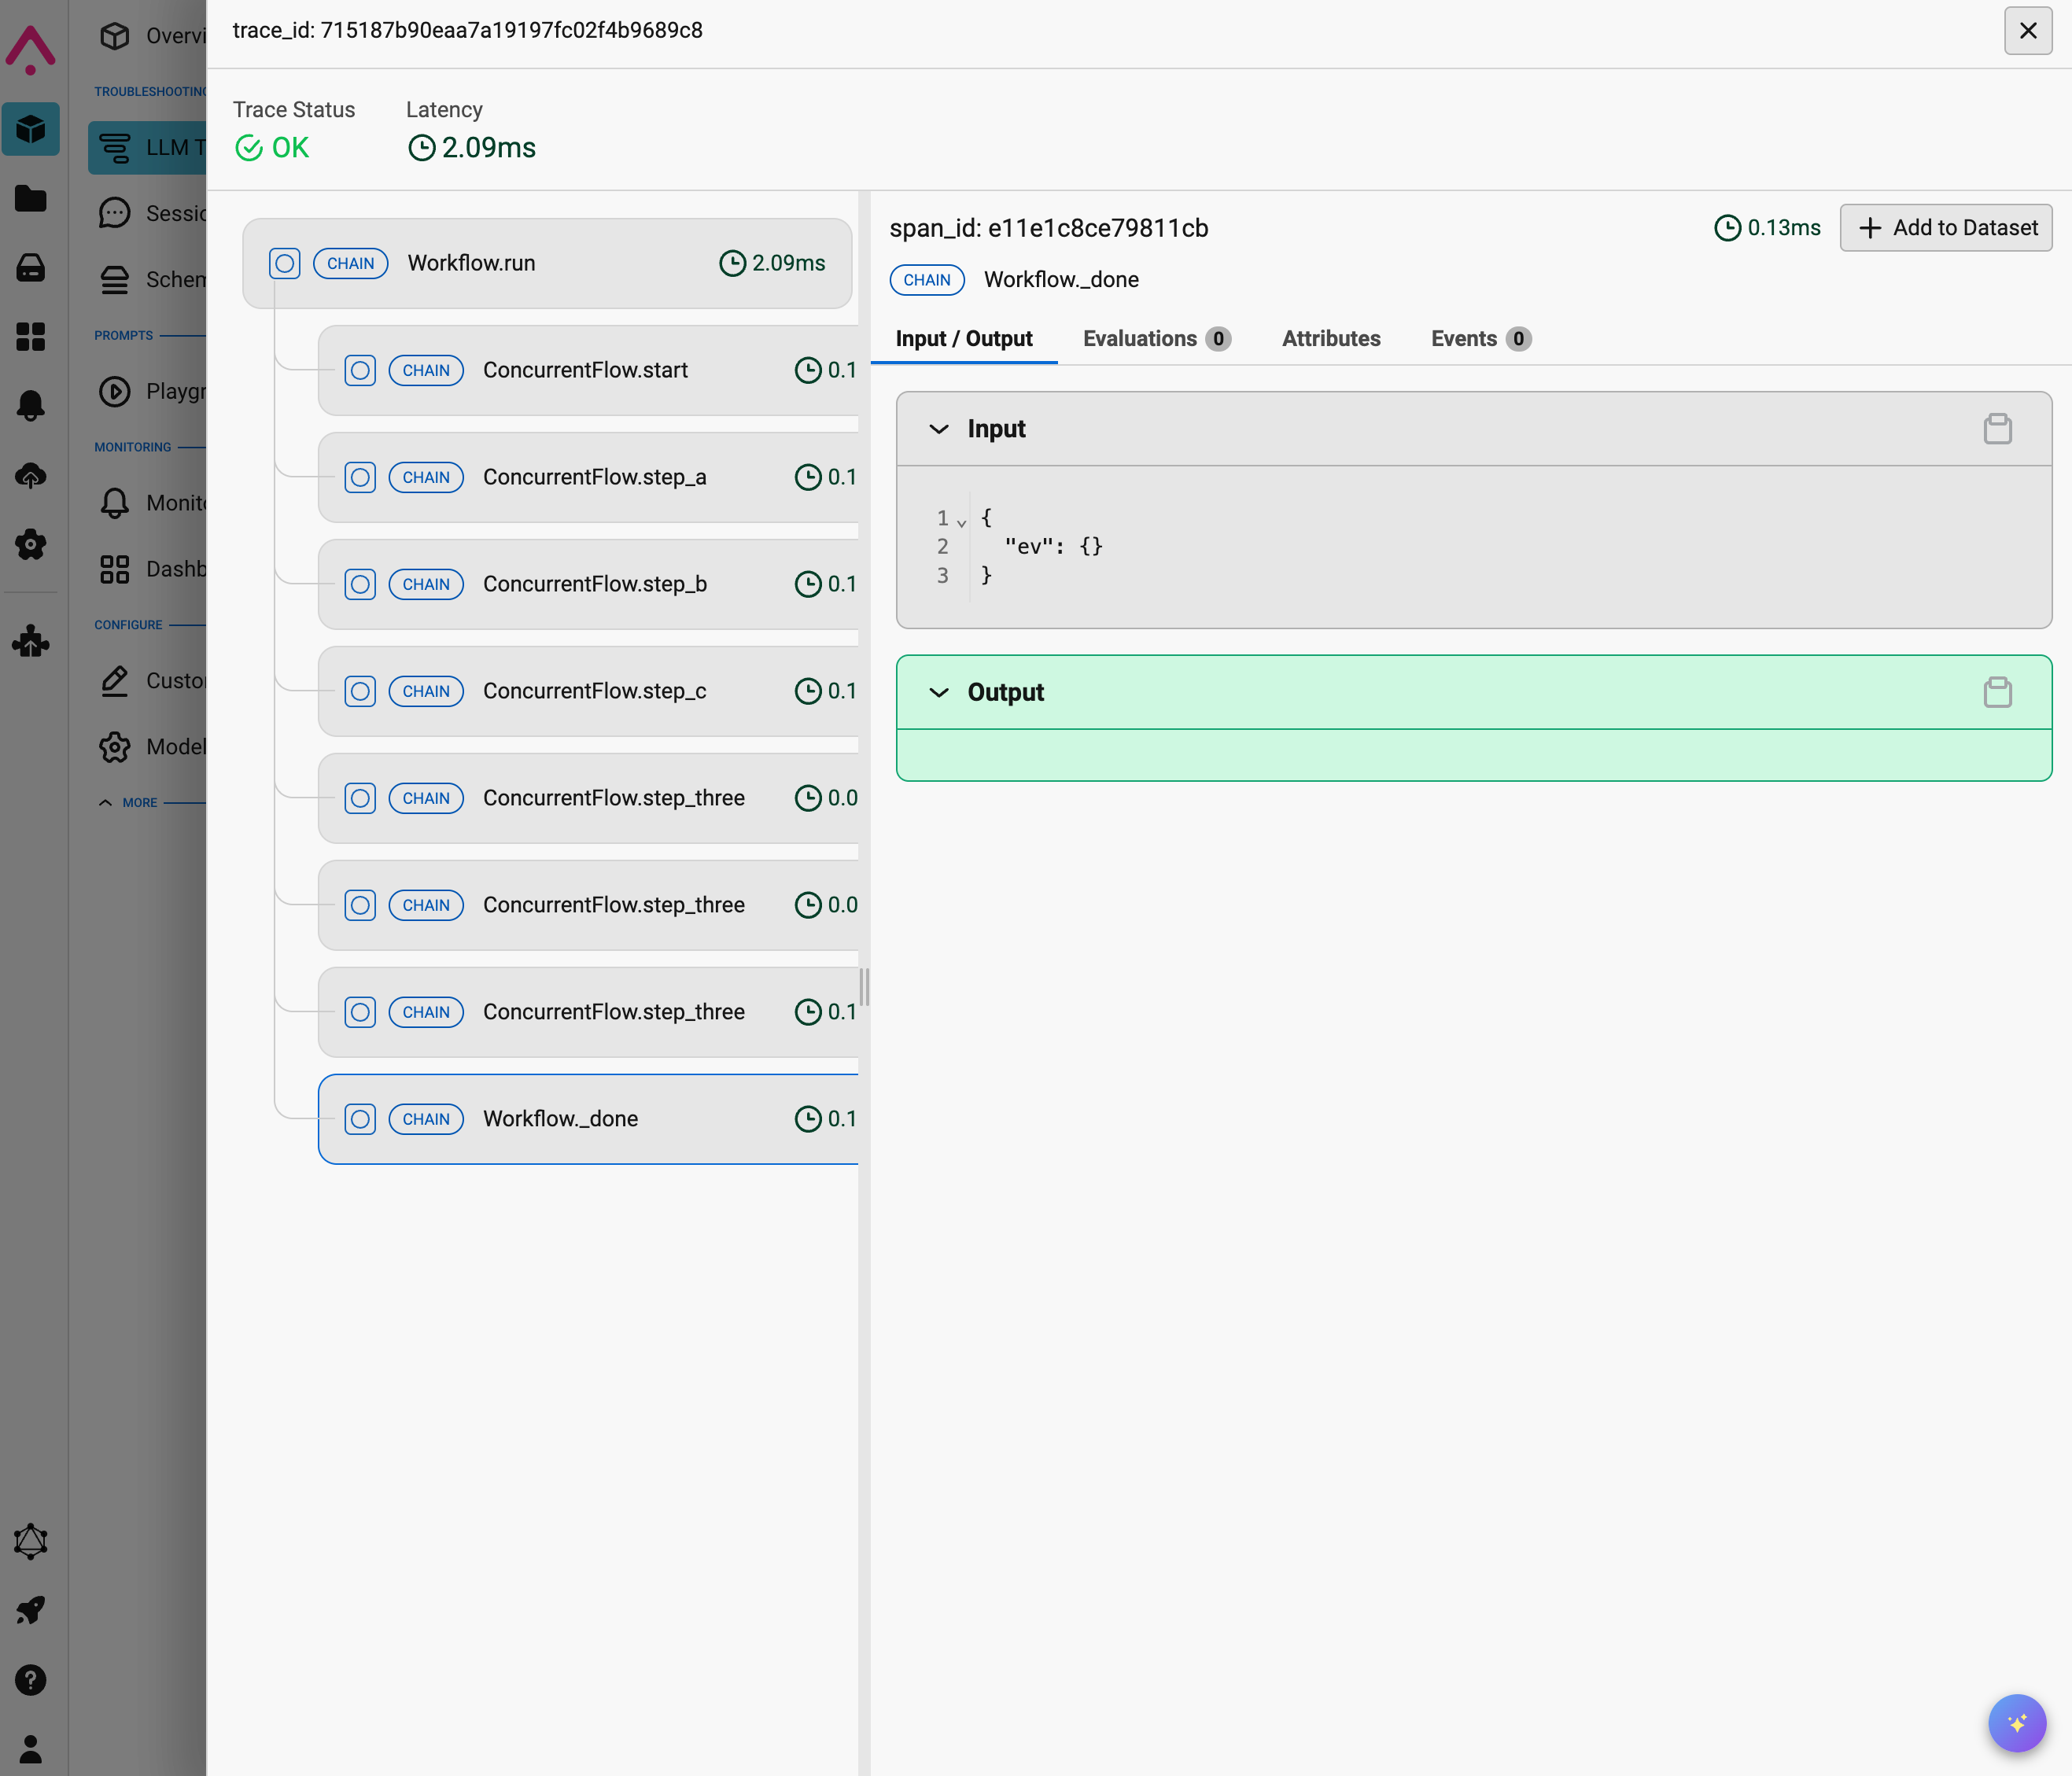 trace_id: 715187b90eaa7a19197fc02f4b9689c8
Trace Status
OK
Latency
2.09ms
Overvi
TROUBLESHOOTING
LLM T
Sessio
Schem
PROMPTS
Playgr
MONITORING
Monito
Dashb
CONFIGURE
Custo
Model
MORE
CHAIN Workflow.run 2.09ms
CHAIN ConcurrentFlow.start 0.1
CHAIN ConcurrentFlow.step_a 0.1
CHAIN ConcurrentFlow.step_b 0.1
CHAIN ConcurrentFlow.step_c 0.1
CHAIN ConcurrentFlow.step_three 0.0
CHAIN ConcurrentFlow.step_three 0.0
CHAIN ConcurrentFlow.step_three 0.1
CHAIN Workflow._done 0.1
span_id: e11e1c8ce79811cb 0.13ms Add to Dataset
CHAIN Workflow._done
Input / Output Evaluations 0 Attributes Events 0
Input
1 {
2 "ev": {}
3 }
Output